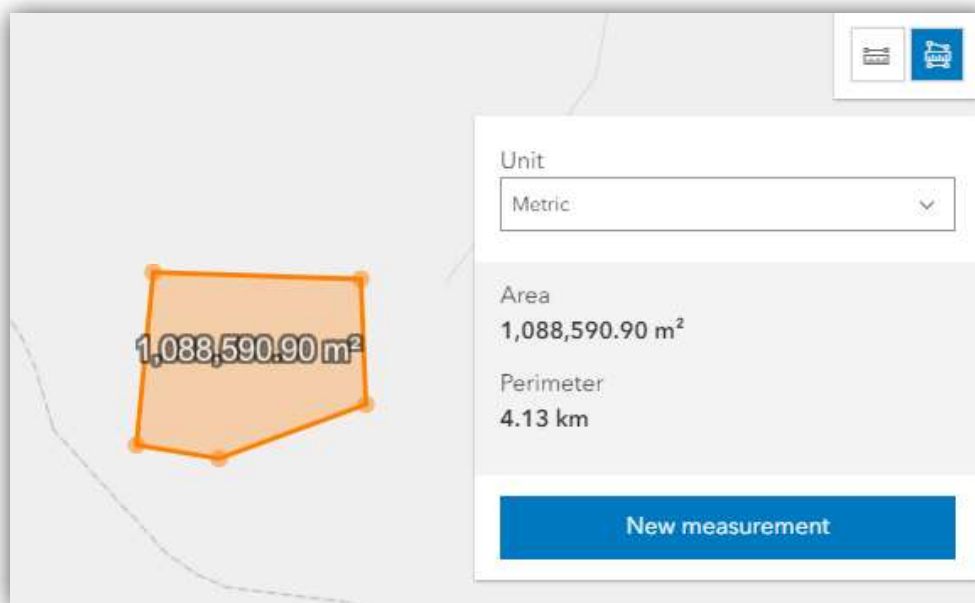 Unit
Metric
1,088,590.90 m²
Area
1,088,590.90 m²
Perimeter
4.13 km
New measurement